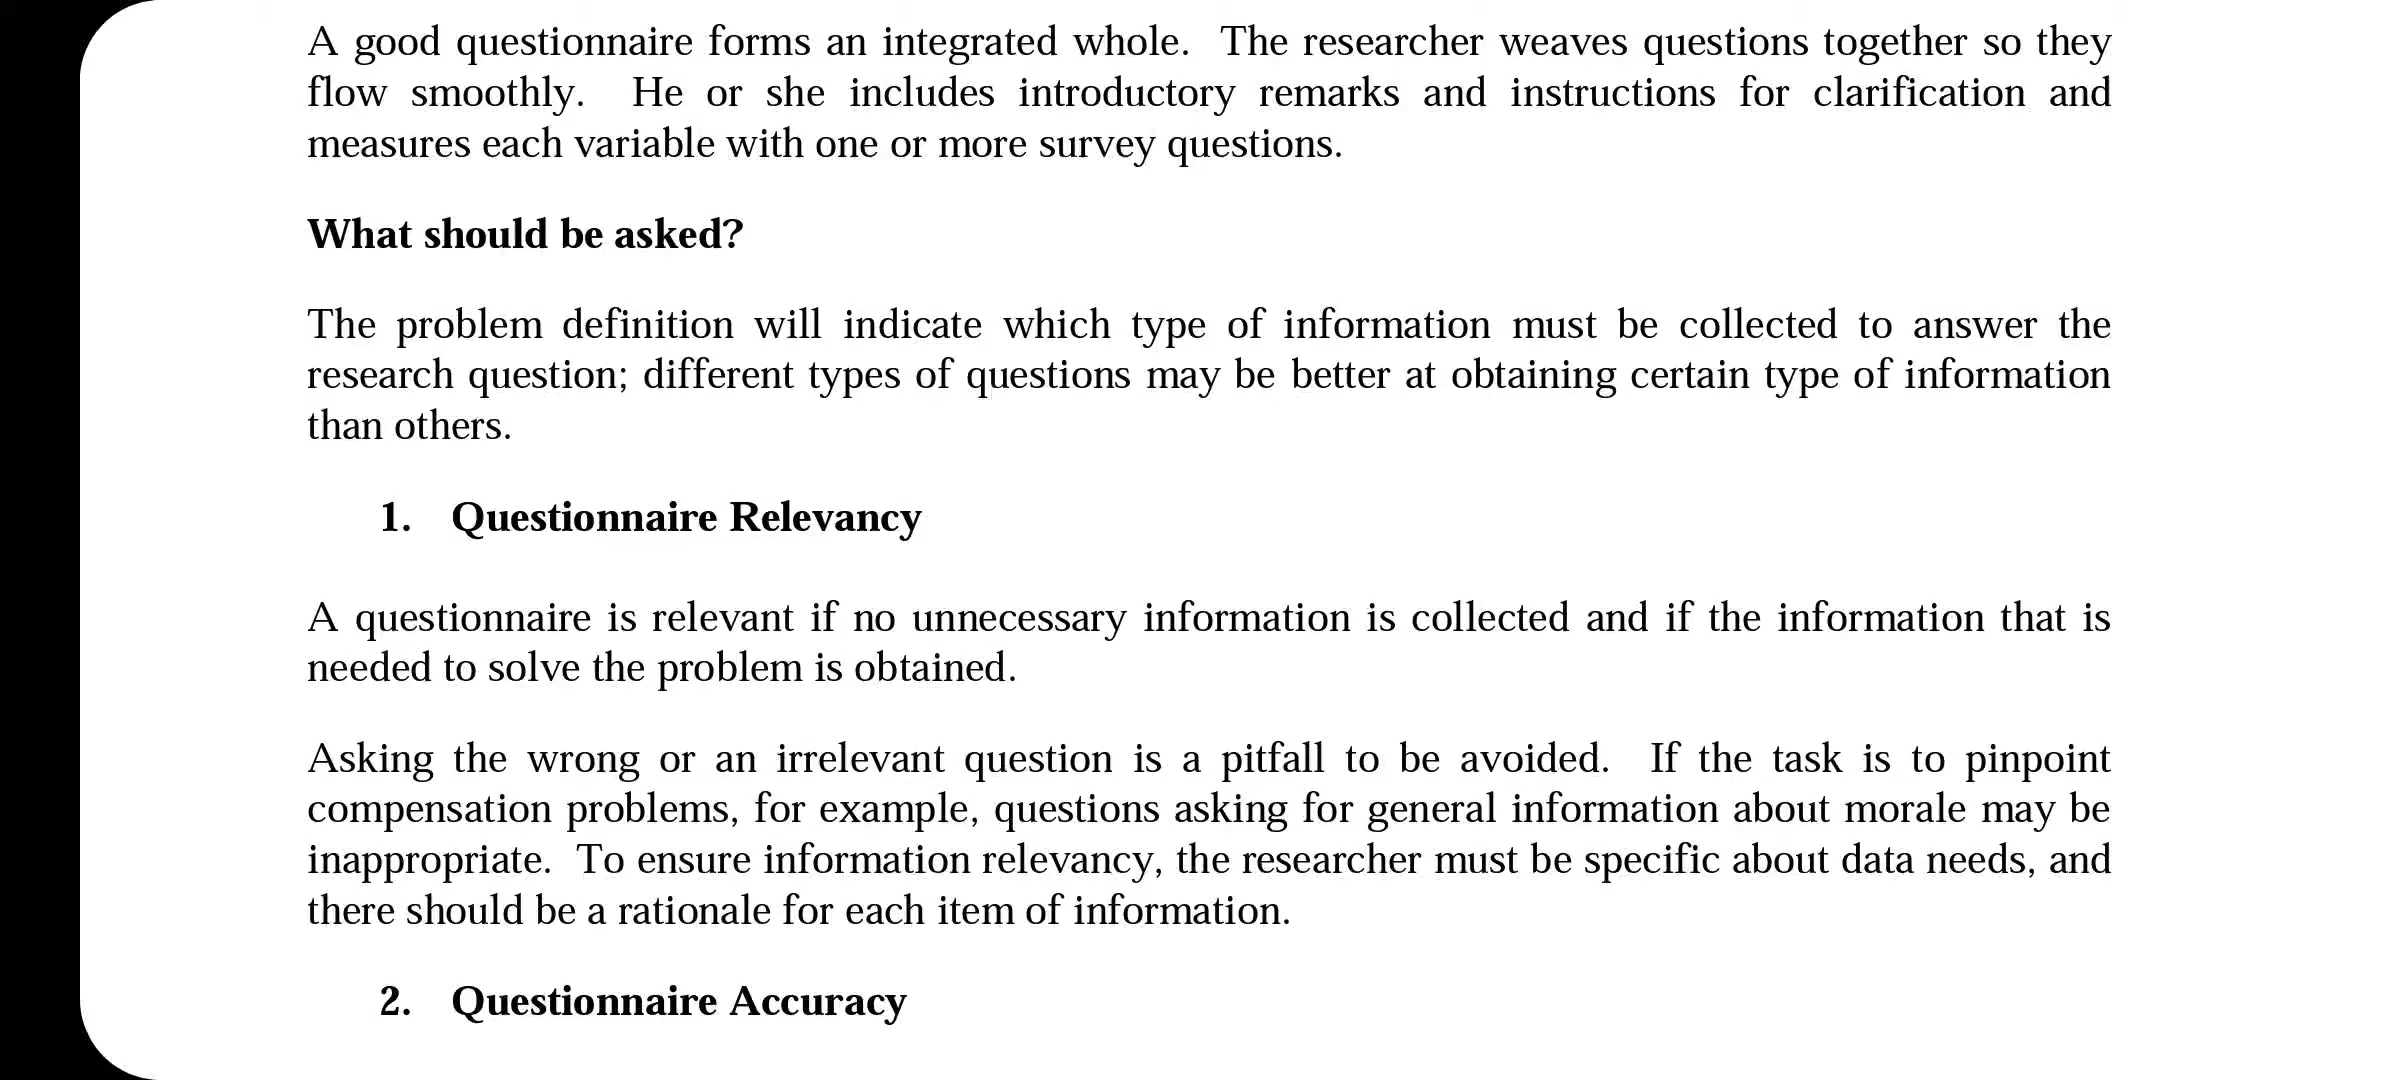 A good questionnaire forms an integrated whole.  The researcher weaves questions together so they
flow smoothly.  He or she includes introductory remarks and instructions for clarification and
measures each variable with one or more survey questions.
What should be asked?
The problem definition will indicate which type of information must be collected to answer the
research question; different types of questions may be better at obtaining certain type of information
than others.
1. Questionnaire Relevancy
A questionnaire is relevant if no unnecessary information is collected and if the information that is
needed to solve the problem is obtained.
Asking the wrong or an irrelevant question is a pitfall to be avoided.  If the task is to pinpoint
compensation problems, for example, questions asking for general information about morale may be
inappropriate.  To ensure information relevancy, the researcher must be specific about data needs, and
there should be a rationale for each item of information.
2. Questionnaire Accuracy